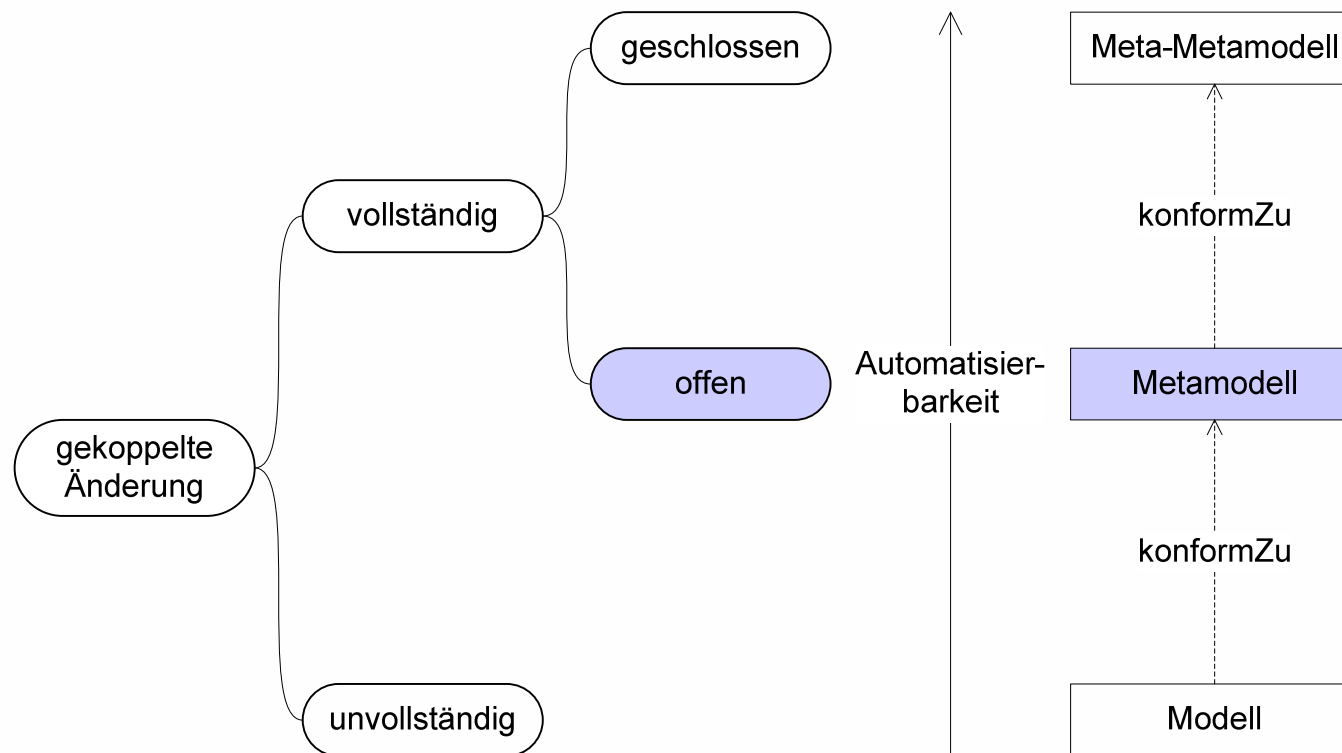 geschlossen
Meta-Metamodell
vollständig
konformZu
offen
Automatisier-
barkeit
Metamodell
gekoppelte
Änderung
konformZu
unvollständig
Modell